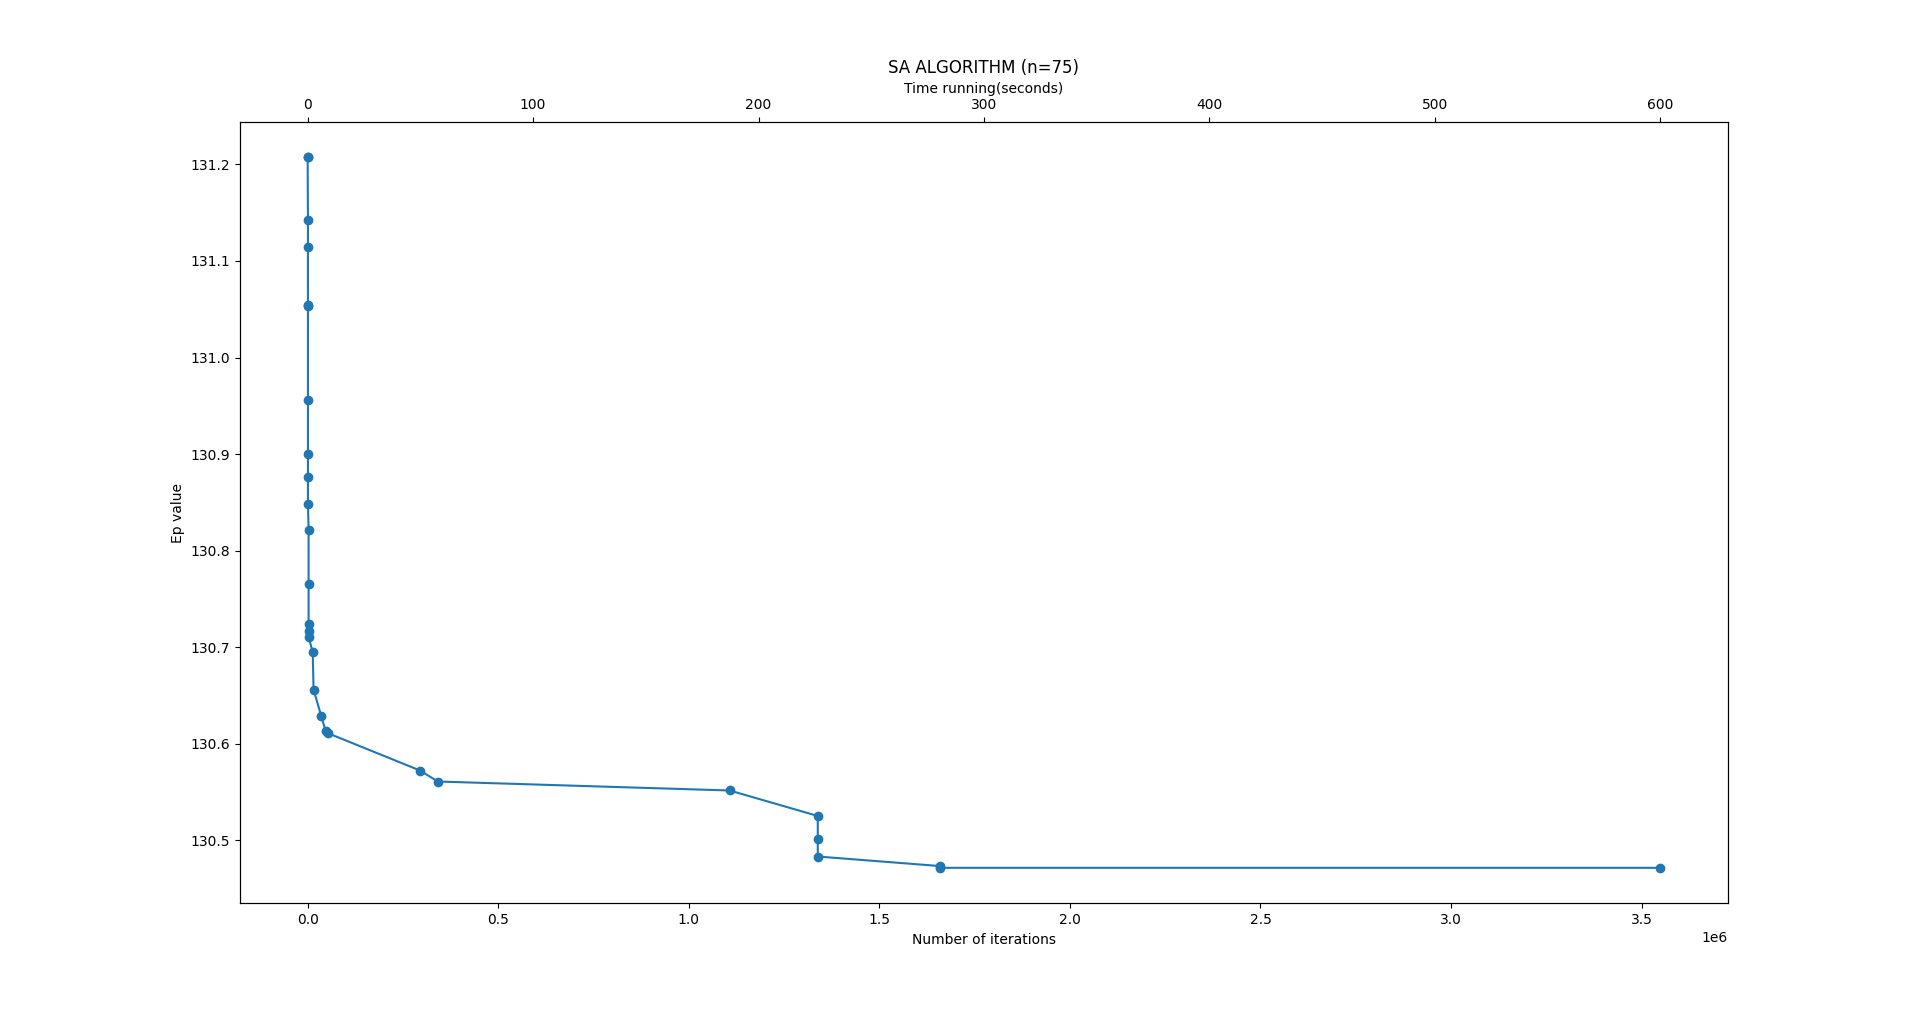 SA ALGORITHM (n=75)
Time running(seconds)
0 100 200 300 400 500 600
131.2
131.1
131.0
130.9
130.8
130.7
130.6
130.5
Ep value
0.0 0.5 1.0 1.5 2.0 2.5 3.0 3.5
Number of iterations
1e6